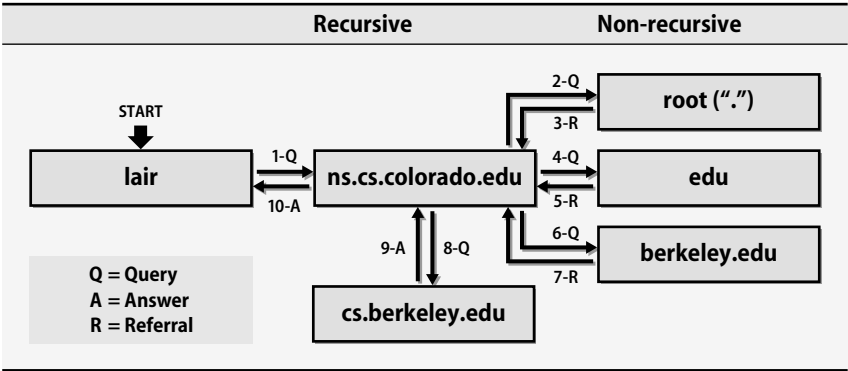 Recursive Non-recursive
START
lair
1-Q
10-A
ns.cs.colorado.edu
2-Q
3-R
root (“.”)
4-Q
5-R
edu
6-Q
7-R
berkeley.edu
9-A 8-Q
cs.berkeley.edu
Q = Query
A = Answer
R = Referral